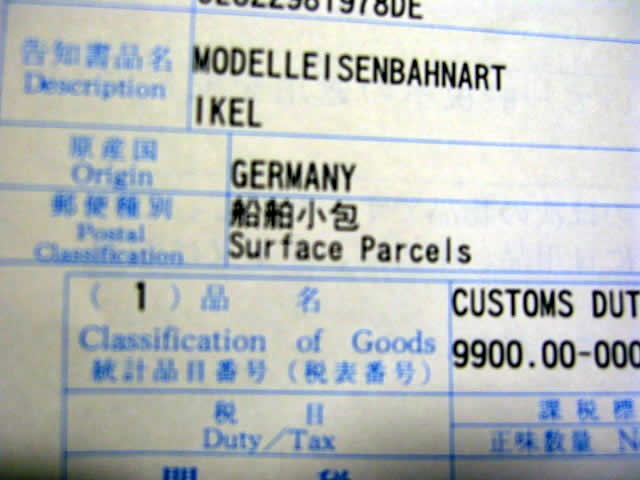 告知書品名 MODELLEISENBAHNART
Description IKEL
原産国
Origin GERMANY
郵便種別 船舶小包
Postal Surface Parcels
Classification
( 1 ) 品 名 CUSTOMS DUT
Classification of Goods 9900.00-000
統計品目番号 (税表番号)
税 目 課 税 標
Duty/Tax 正味数量 N